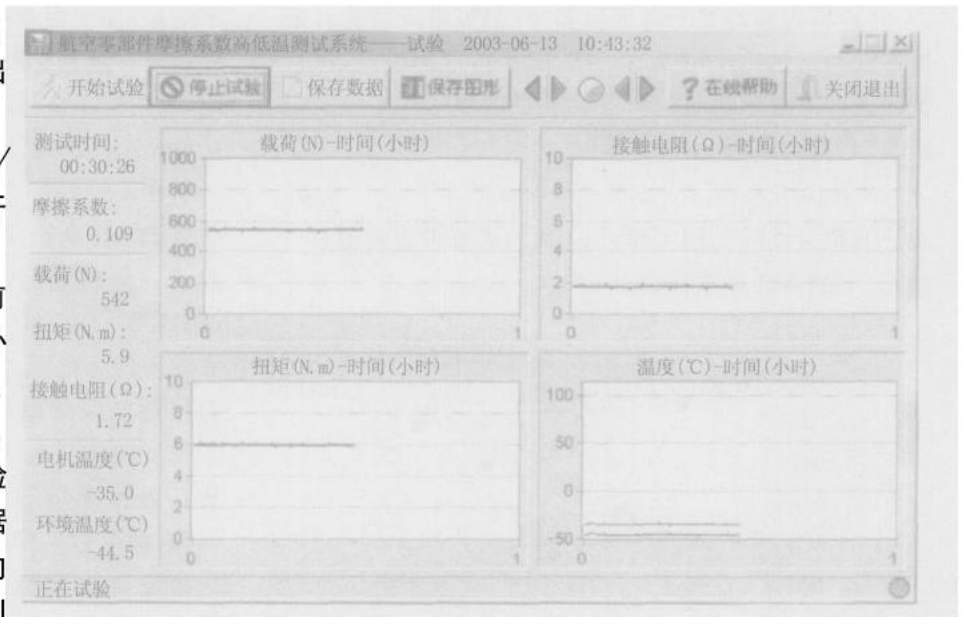 航空零部件摩擦系数高低温测试系统——试验 2003-06-13 10:43:32
开始试验 停止试验 保存数据 保存图形 ?在线帮助 关闭退出
测试时间:
00:30:26
摩擦系数:
0.109
载荷(N):
542
扭矩(N.m):
5.9
接触电阻(Ω):
1.72
电机温度(℃)
-35.0
环境温度(℃)
-44.5
载荷(N)-时间(小时)
1000
800
600
400
200
0
0 1
接触电阻(Ω)-时间(小时)
10
8
6
4
2
0
0 1
扭矩(N.m)-时间(小时)
10
8
6
4
2
0
0 1
温度(℃)-时间(小时)
100
50
0
-50
0 1
正在试验